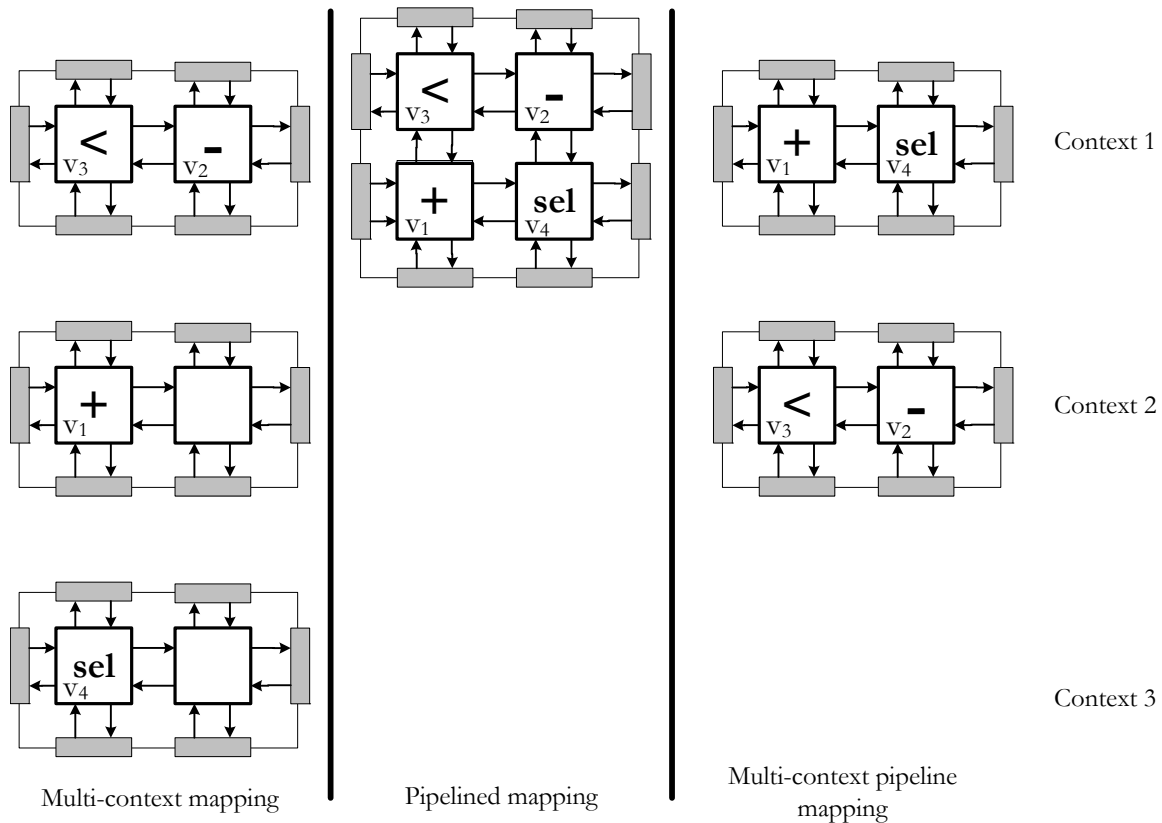 <
v3
-
v2
<
v3
-
v2
+
v1
sel
v4
+
v1
sel
v4
Context 1
+
v1
<
v3
-
v2
Context 2
sel
v4
Context 3
Multi-context mapping
Pipelined mapping
Multi-context pipeline
mapping